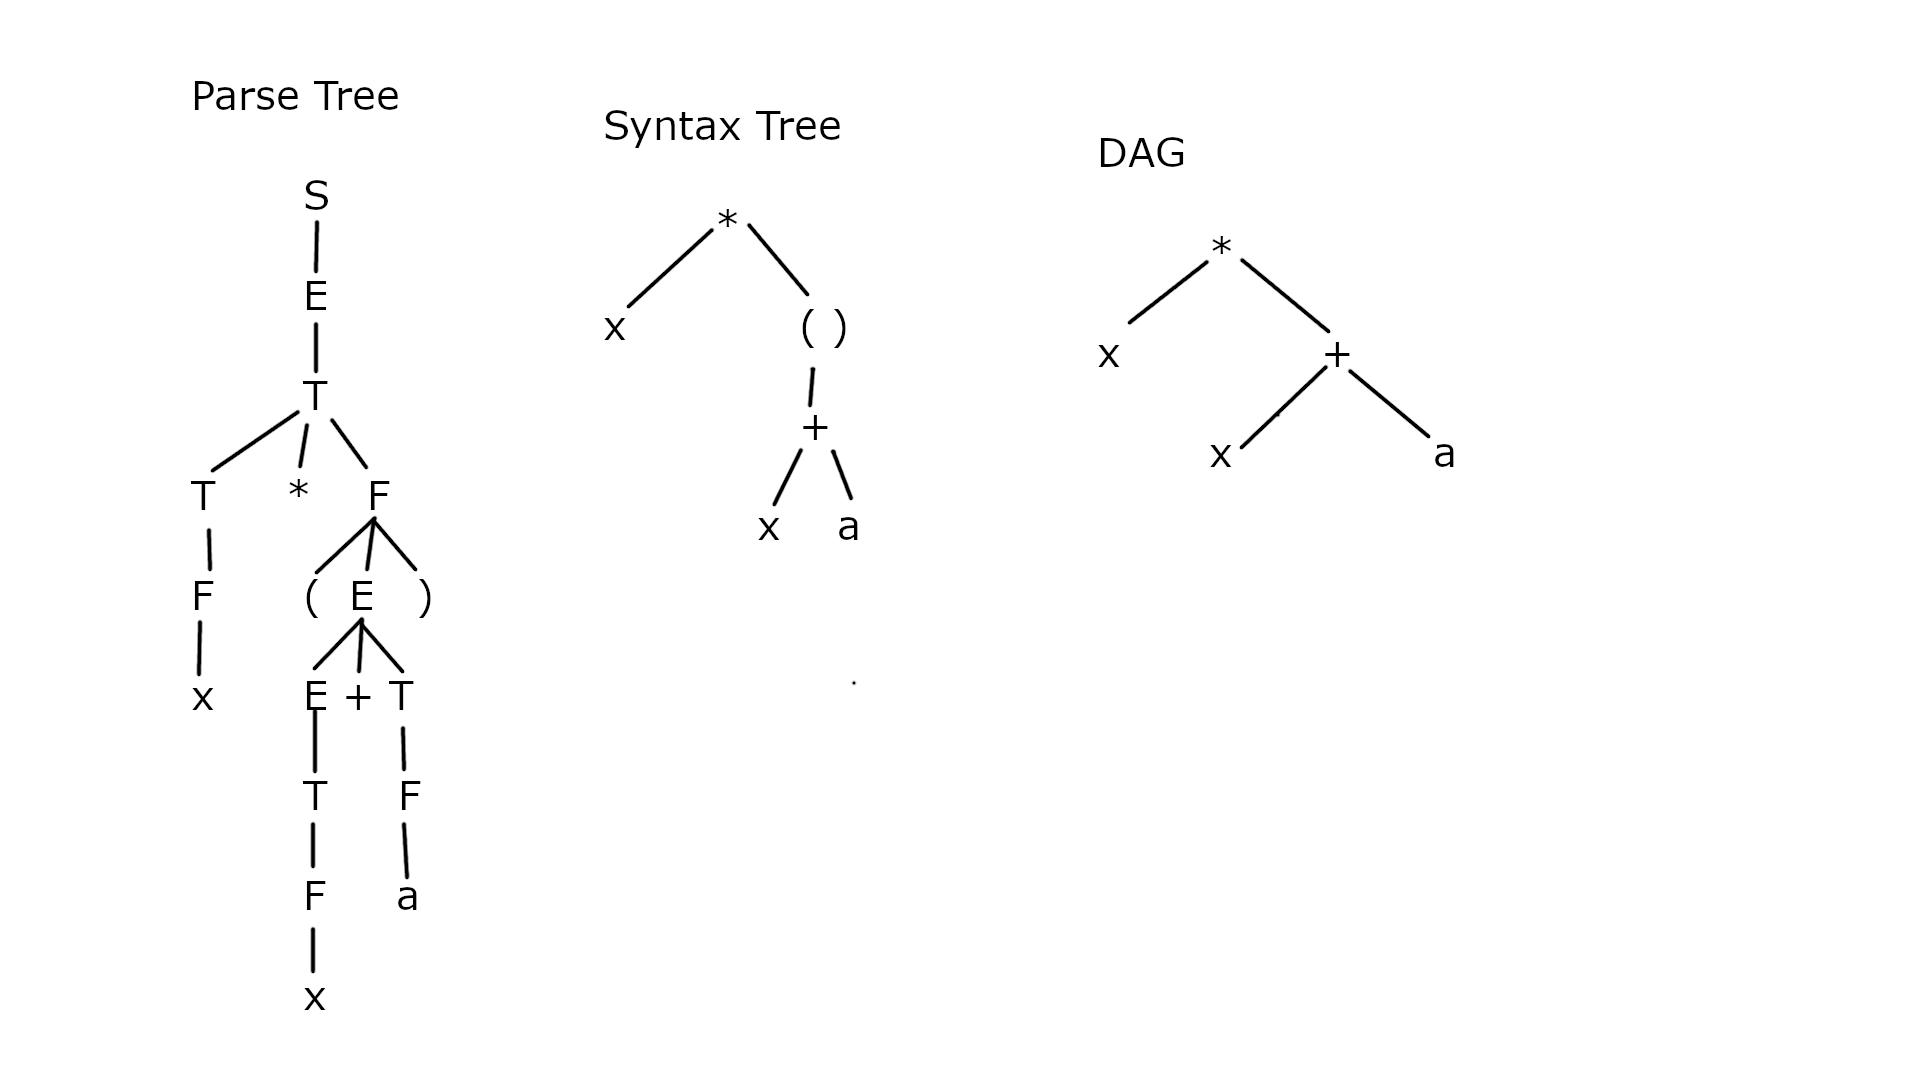 Parse Tree
S
E
T
T * F
F ( E )
x E + T
T F
F a
x
Syntax Tree
*
x ( )
+
x a
DAG
*
x +
x a